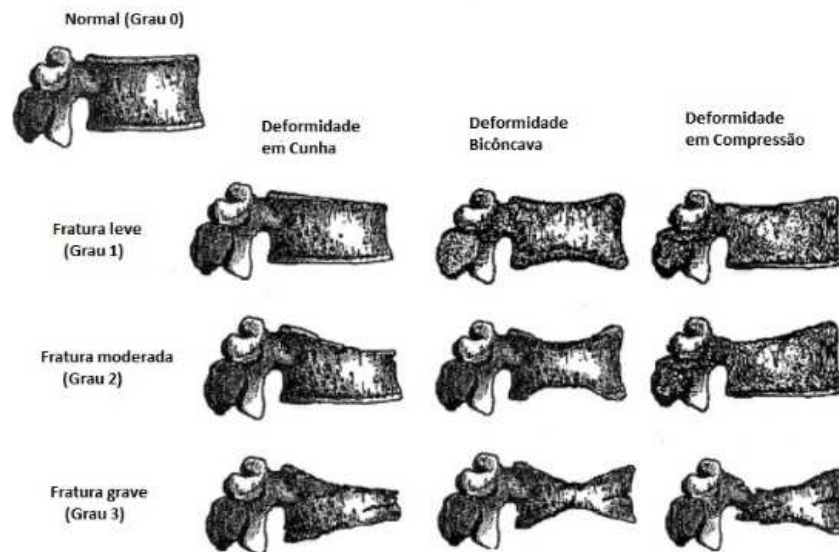 Normal (Grau 0)
Deformidade
em Cunha
Deformidade
Bicôncava
Deformidade
em Compressão
Fratura leve
(Grau 1)
Fratura moderada
(Grau 2)
Fratura grave
(Grau 3)